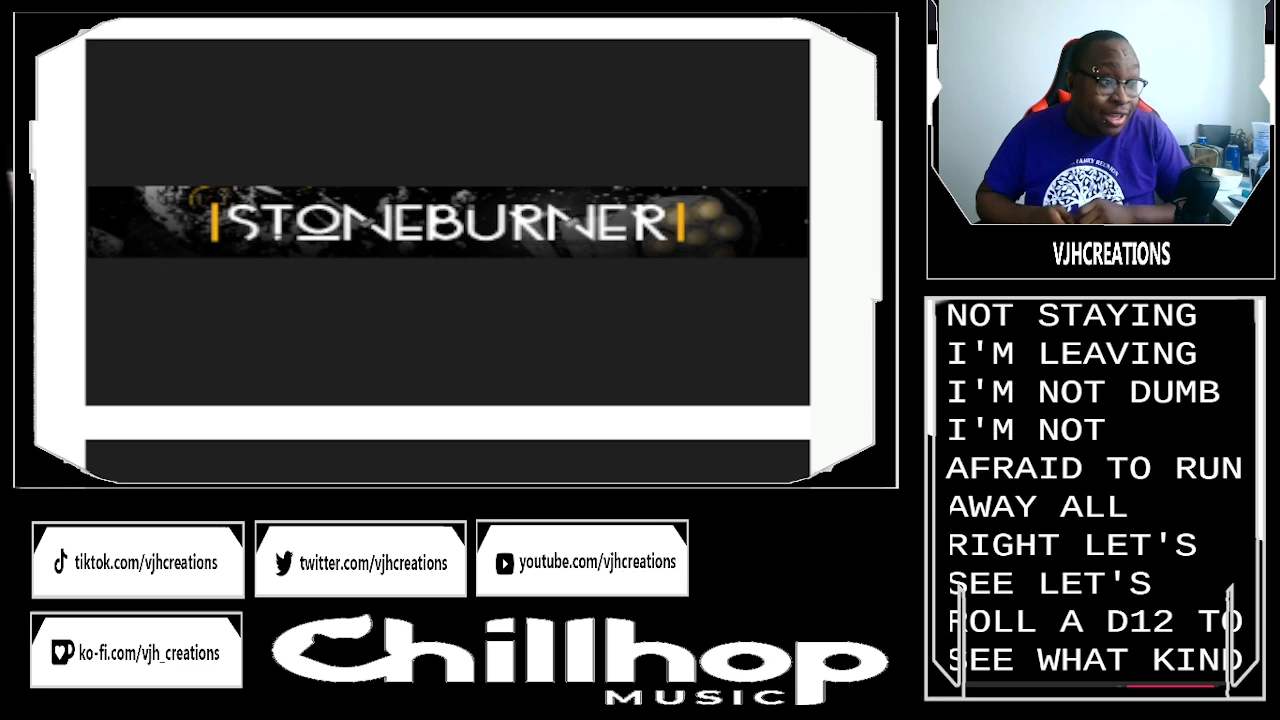 |STONEBURNER|
FAMILY REUNION
VJHCREATIONS
NOT STAYING
I'M LEAVING
I'M NOT DUMB
I'M NOT
AFRAID TO RUN
AWAY ALL
RIGHT LET'S
SEE LET'S
ROLL A D12 TO
SEE WHAT KIND
tiktok.com/vjhcreations
twitter.com/vjhcreations
youtube.com/vjhcreations
ko-fi.com/vjh_creations
Chillhop
MUSIC